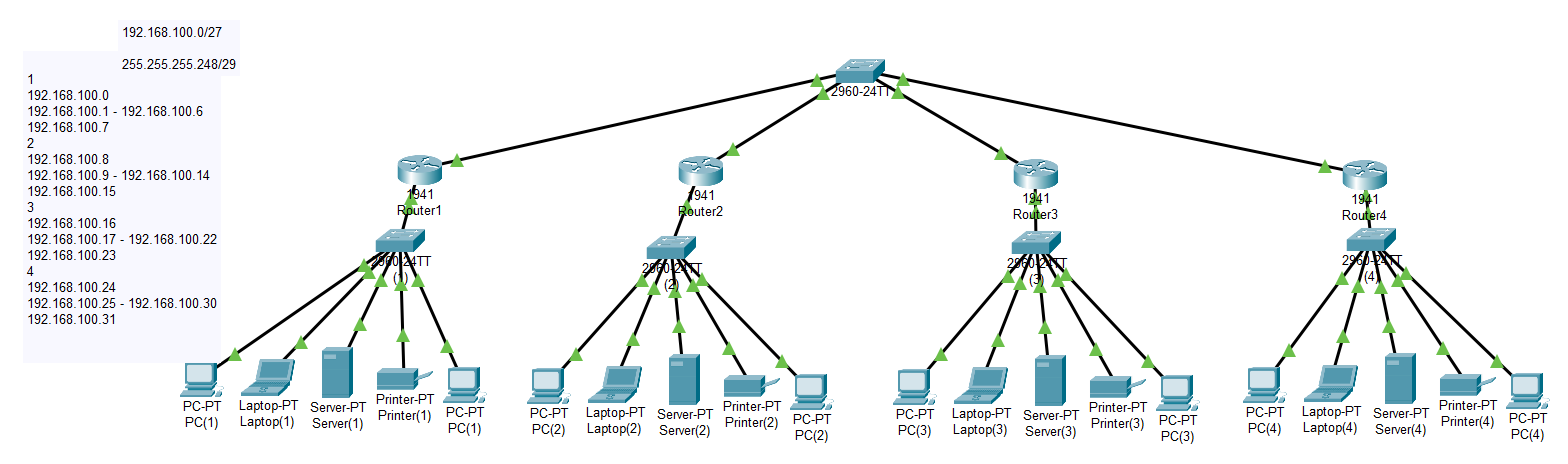 192.168.100.0/27
255.255.255.248/29
1
192.168.100.0
192.168.100.1 - 192.168.100.6
192.168.100.7
2
192.168.100.8
192.168.100.9 - 192.168.100.14
192.168.100.15
3
192.168.100.16
192.168.100.17 - 192.168.100.22
192.168.100.23
4
192.168.100.24
192.168.100.25 - 192.168.100.30
192.168.100.31
2960-24TT
1941
Router1
1941
Router2
1941
Router3
1941
Router4
2960-24TT
(1)
2960-24TT
(2)
2960-24TT
(3)
2960-24TT
(4)
PC-PT
PC(1)
Laptop-PT
Laptop(1)
Server-PT
Server(1)
Printer-PT
Printer(1)
PC-PT
PC(1)
PC-PT
PC(2)
Laptop-PT
Laptop(2)
Server-PT
Server(2)
Printer-PT
Printer(2)
PC-PT
PC(2)
PC-PT
PC(3)
Laptop-PT
Laptop(3)
Server-PT
Server(3)
Printer-PT
Printer(3)
PC-PT
PC(3)
PC-PT
PC(4)
Laptop-PT
Laptop(4)
Server-PT
Server(4)
Printer-PT
Printer(4)
PC-PT
PC(4)